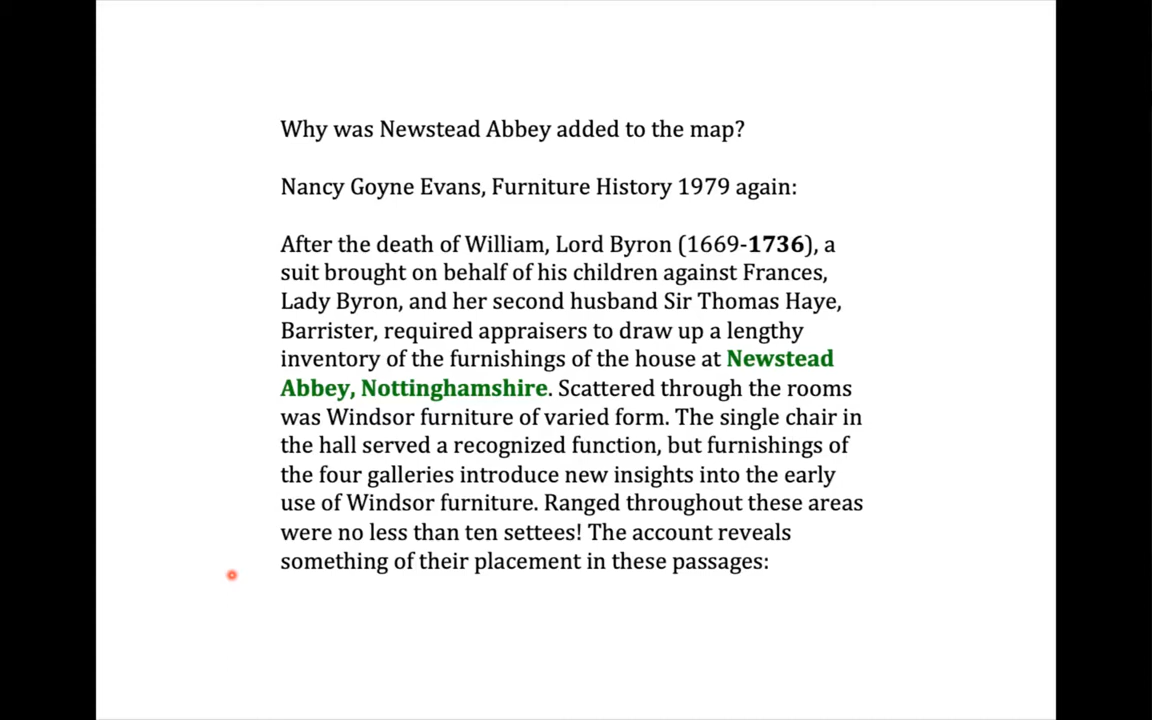 Why was Newstead Abbey added to the map?
Nancy Goyne Evans, Furniture History 1979 again:
After the death of William, Lord Byron (1669-1736), a
suit brought on behalf of his children against Frances,
Lady Byron, and her second husband Sir Thomas Haye,
Barrister, required appraisers to draw up a lengthy
inventory of the furnishings of the house at Newstead
Abbey, Nottinghamshire. Scattered through the rooms
was Windsor furniture of varied form. The single chair in
the hall served a recognized function, but furnishings of
the four galleries introduce new insights into the early
use of Windsor furniture. Ranged throughout these areas
were no less than ten settees! The account reveals
something of their placement in these passages: